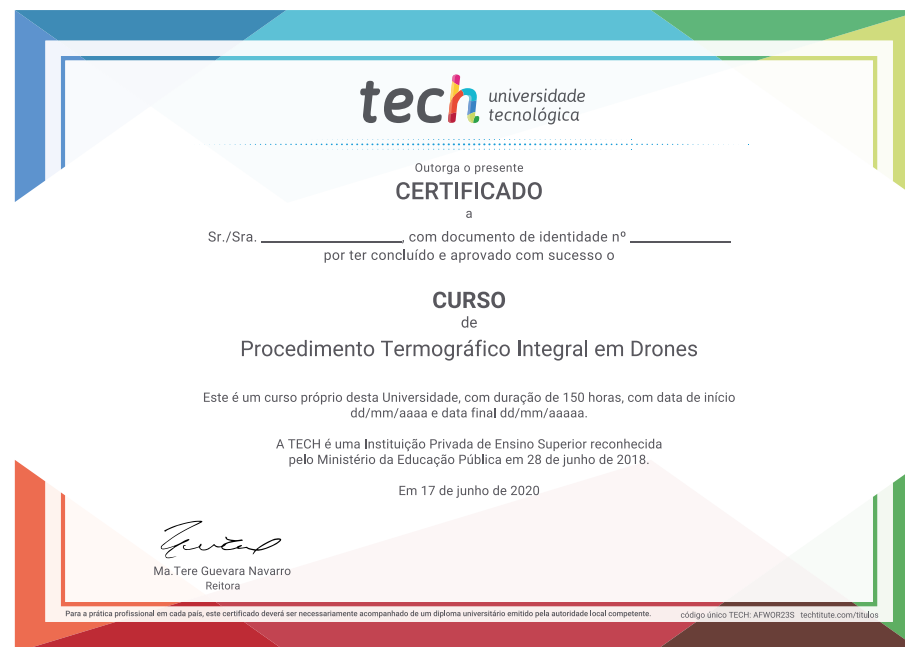 tech universidade
tecnológica
Outorga o presente
CERTIFICADO
a
Sr./Sra. ____________________, com documento de identidade nº ______________
por ter concluído e aprovado com sucesso o
CURSO
de
Procedimento Termográfico Integral em Drones
Este é um curso próprio desta Universidade, com duração de 150 horas, com data de início
dd/mm/aaaa e data final dd/mm/aaaaa.
A TECH é uma Instituição Privada de Ensino Superior reconhecida
pelo Ministério da Educação Pública em 28 de junho de 2018.
Em 17 de junho de 2020
Ma.Tere Guevara Navarro
Reitora
Para a prática profissional em cada país, este certificado deverá ser necessariamente acompanhado de um diploma universitário emitido pela autoridade local competente. código único TECH: AFWOR23S techtitute.com/titulos